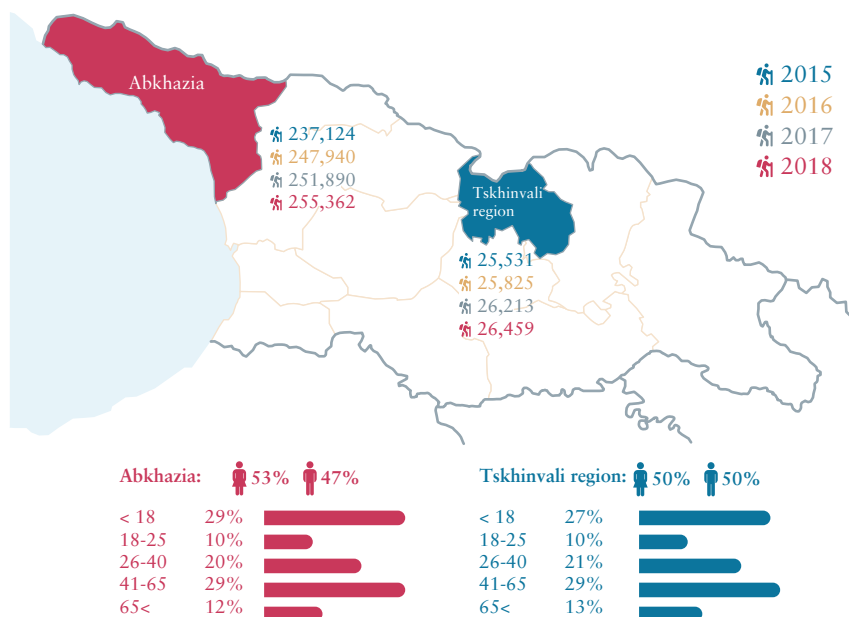 Abkhazia
237,124
247,940
251,890
255,362
2015
2016
2017
2018
Tskhinvali
region
25,531
25,825
26,213
26,459
Abkhazia: 53% 47%
< 18 29%
18-25 10%
26-40 20%
41-65 29%
65< 12%
Tskhinvali region: 50% 50%
< 18 27%
18-25 10%
26-40 21%
41-65 29%
65< 13%